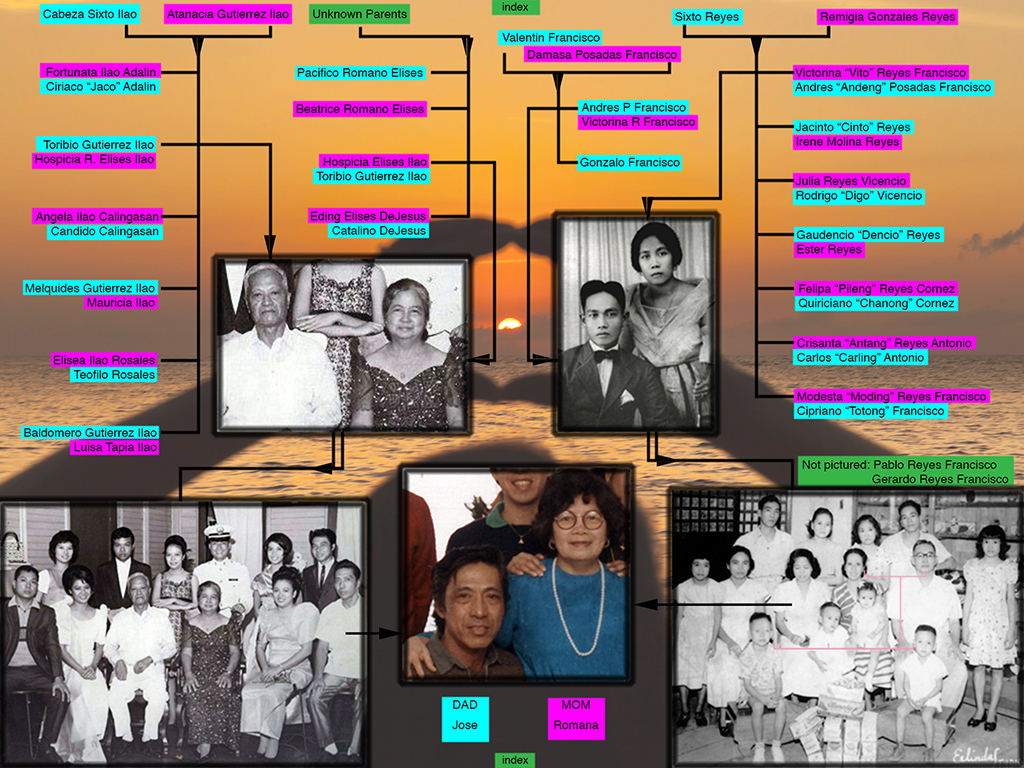 Cabeza Sixto Ilao
Atanacia Gutierrez Ilao
Unknown Parents
index
Sixto Reyes
Remigia Gonzales Reyes
Valentin Francisco
Damasa Posadas Francisco
Fortunata Ilao Adalin
Ciriaco “Jaco” Adalin
Toribio Gutierrez Ilao
Hospicia R. Elises Ilao
Angela Ilao Calingasan
Candido Calingasan
Melquides Gutierrez Ilao
Mauricia Ilao
Elisea Ilao Rosales
Teofilo Rosales
Baldomero Gutierrez Ilao
Luisa Tapia Ilao
Pacifico Romano Elises
Beatrice Romano Elises
Hospicia Elises Ilao
Toribio Gutierrez Ilao
Eding Elises DeJesus
Catalino DeJesus
Andres P Francisco
Victorina R Francisco
Gonzalo Francisco
Victorina “Vito” Reyes Francisco
Andres “Andeng” Posadas Francisco
Jacinto “Cinto” Reyes
Irene Molina Reyes
Julia Reyes Vicencio
Rodrigo “Digo” Vicencio
Gaudencio “Dencio” Reyes
Ester Reyes
Felipa “Pileng” Reyes Cornez
Quiriciano “Chanong” Cornez
Crisanta “Antang” Reyes Antonio
Carlos “Carling” Antonio
Modesta “Moding” Reyes Francisco
Cipriano “Totong” Francisco
Not pictured: Pablo Reyes Francisco
Gerardo Reyes Francisco
DAD
Jose
MOM
Romana
index